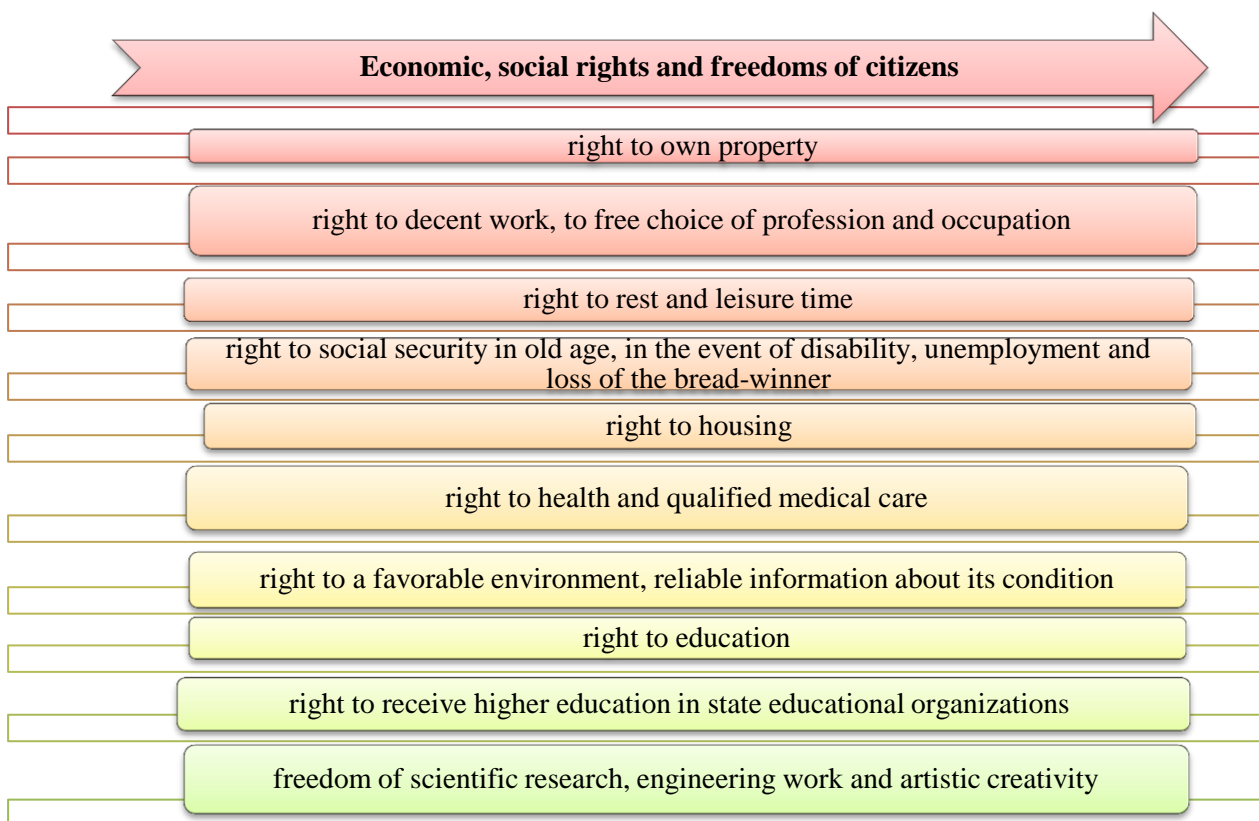 Economic, social rights and freedoms of citizens
right to own property
right to decent work, to free choice of profession and occupation
right to rest and leisure time
right to social security in old age, in the event of disability, unemployment and
loss of the bread-winner
right to housing
right to health and qualified medical care
right to a favorable environment, reliable information about its condition
right to education
right to receive higher education in state educational organizations
freedom of scientific research, engineering work and artistic creativity